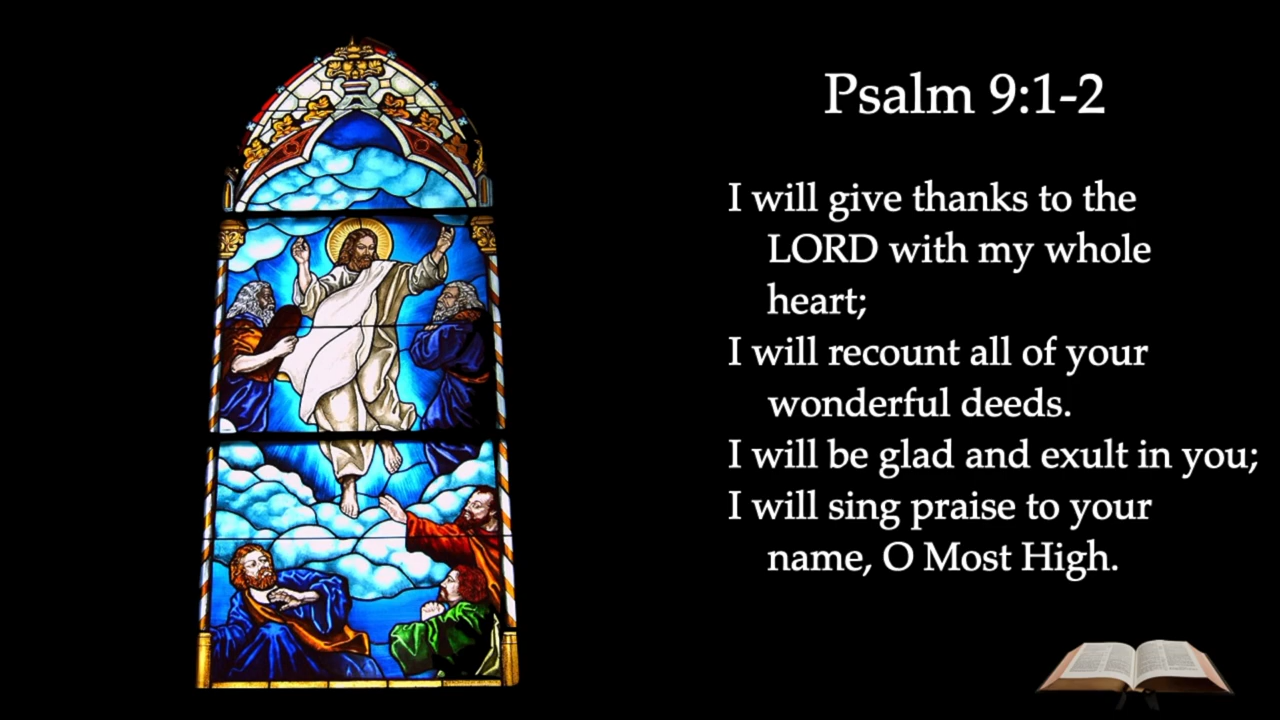 Psalm 9:1-2
I will give thanks to the
LORD with my whole
heart;
I will recount all of your
wonderful deeds.
I will be glad and exult in you;
I will sing praise to your
name, O Most High.